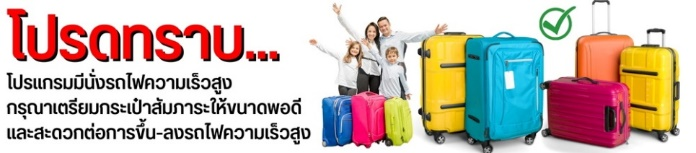 โปรดทราบ...
โปรแกรมมีนั่งรถไฟความเร็วสูง
กรุณาเตรียมกระเป๋าสัมภาระให้ขนาดพอดี
และสะดวกต่อการขึ้น-ลงรถไฟความเร็วสูง